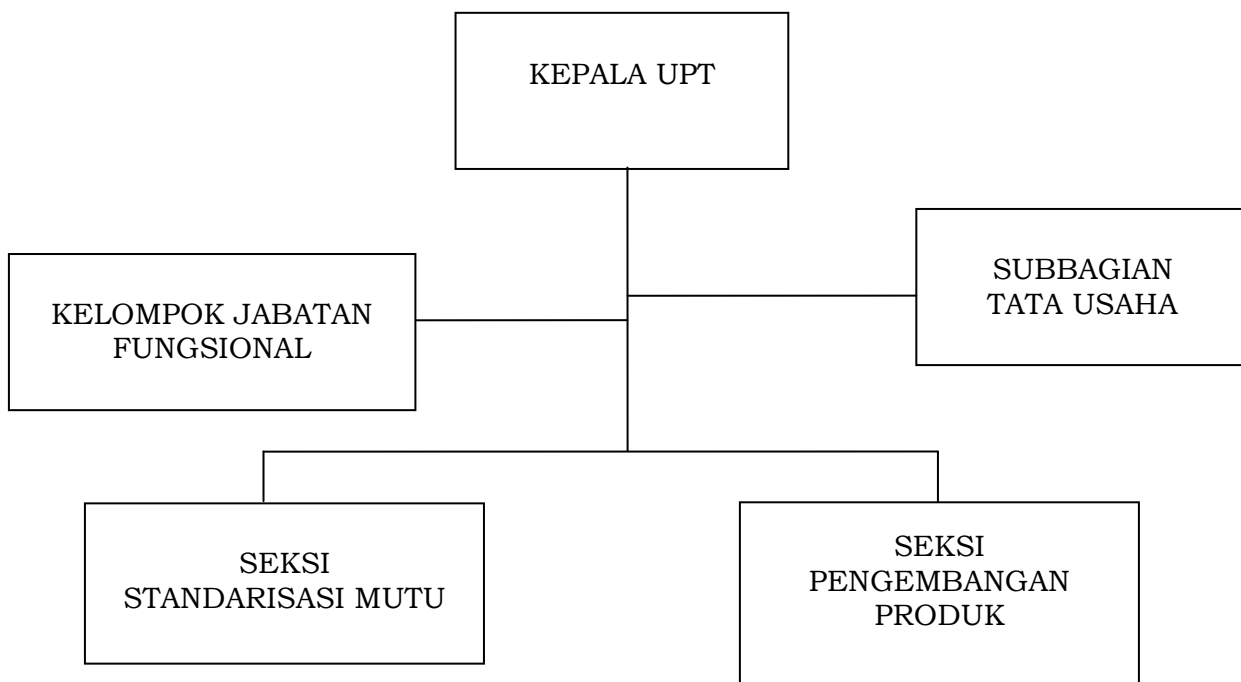 KEPALA UPT
SUBBAGIAN
TATA USAHA
KELOMPOK JABATAN
FUNGSIONAL
SEKSI
STANDARISASI MUTU
SEKSI
PENGEMBANGAN
PRODUK